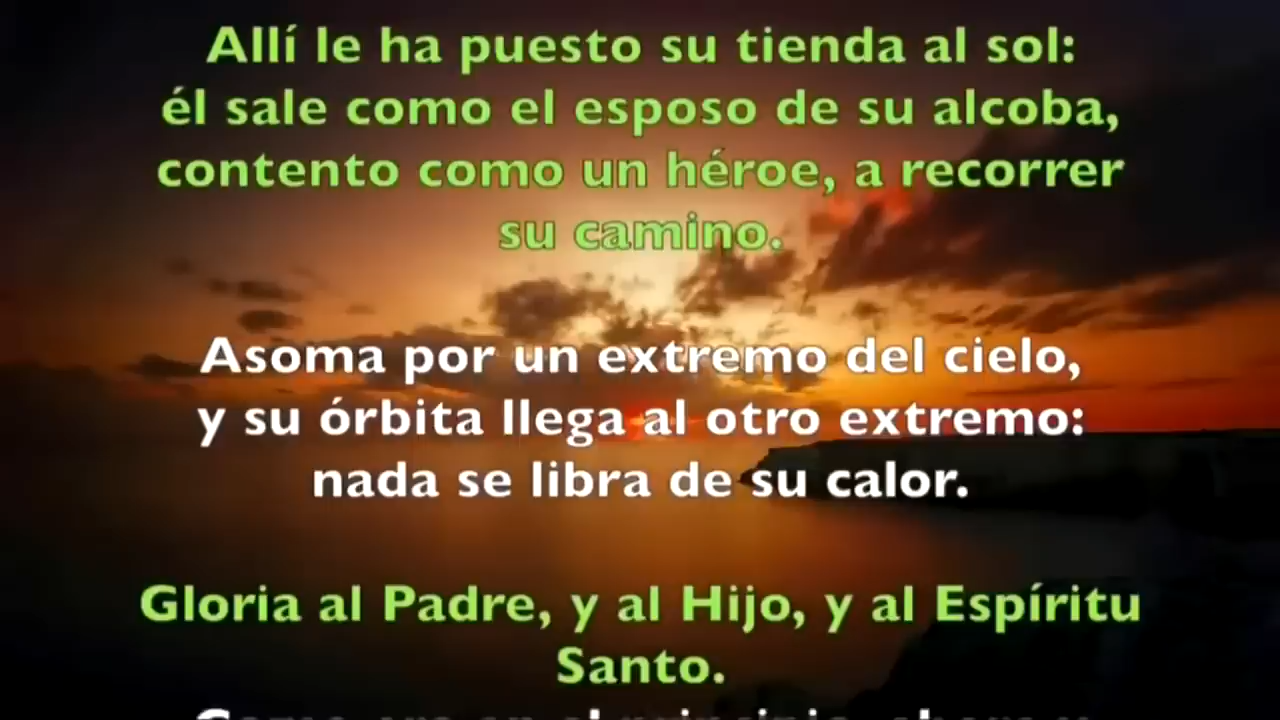 Allí le ha puesto su tienda al sol:
él sale como el esposo de su alcoba,
contento como un héroe, a recorrer
su camino.
Asoma por un extremo del cielo,
y su órbita llega al otro extremo:
nada se libra de su calor.
Gloria al Padre, y al Hijo, y al Espíritu
Santo.